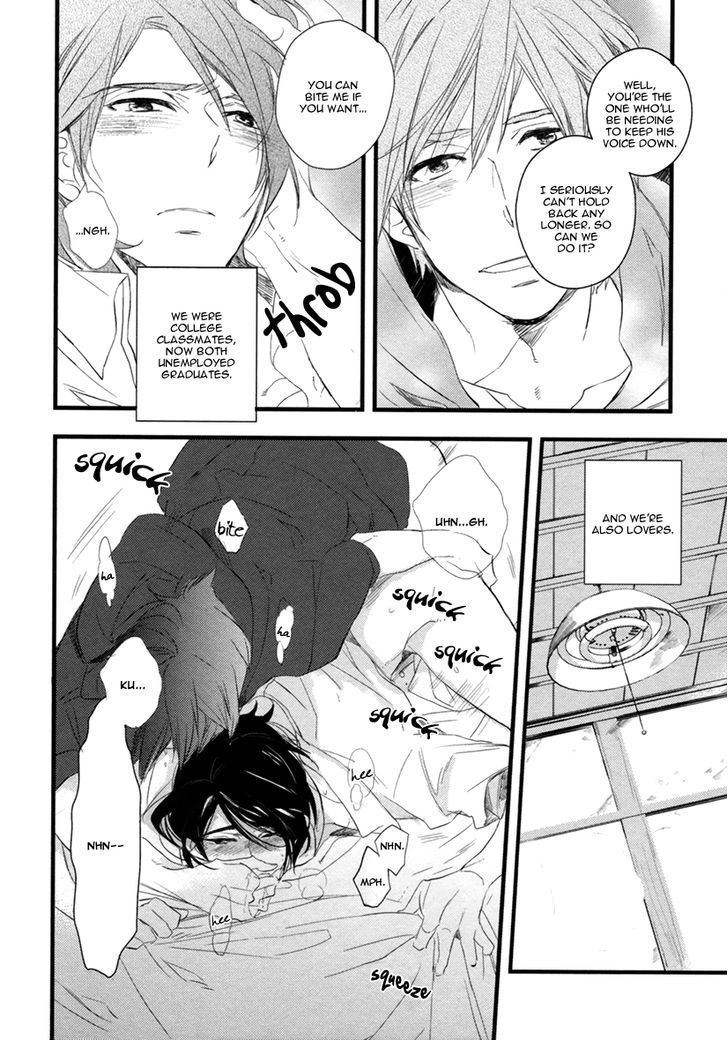 WELL,
YOU'RE THE
ONE WHO'LL
BE NEEDING
TO KEEP HIS
VOICE DOWN.
I SERIOUSLY
CAN'T HOLD
BACK ANY
LONGER. SO
CAN WE
DO IT?
YOU CAN
BITE ME IF
YOU WANT...
...NGH.
throb
WE WERE
COLLEGE
CLASSMATES,
NOW BOTH
UNEMPLOYED
GRADUATES.
AND WE'RE
ALSO LOVERS.
UHN...GH.
squick
squick
squick
squick
bite
ha
ha
KU...
NHN--
hee
NHN.
MPH.
hee
squeeze